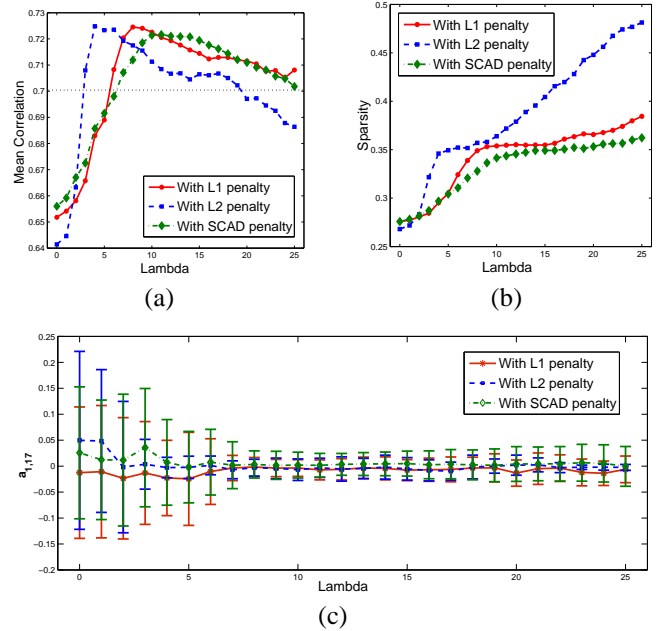 0.73
0.72
0.71
0.7
0.69
0.68
0.67
0.66
0.65
0.64
Mean Correlation
With L1 penalty
With L2 penalty
With SCAD penalty
0 5 10 15 20 25
Lambda
(a)
0.5
0.45
0.4
0.35
0.3
0.25
Sparsity
With L1 penalty
With L2 penalty
With SCAD penalty
0 5 10 15 20 25
Lambda
(b)
0.25
0.2
0.15
0.1
0.05
0
−0.05
−0.1
−0.15
−0.2
a1,17
With L1 penalty
With L2 penalty
With SCAD penalty
0 5 10 15 20 25
Lambda
(c)